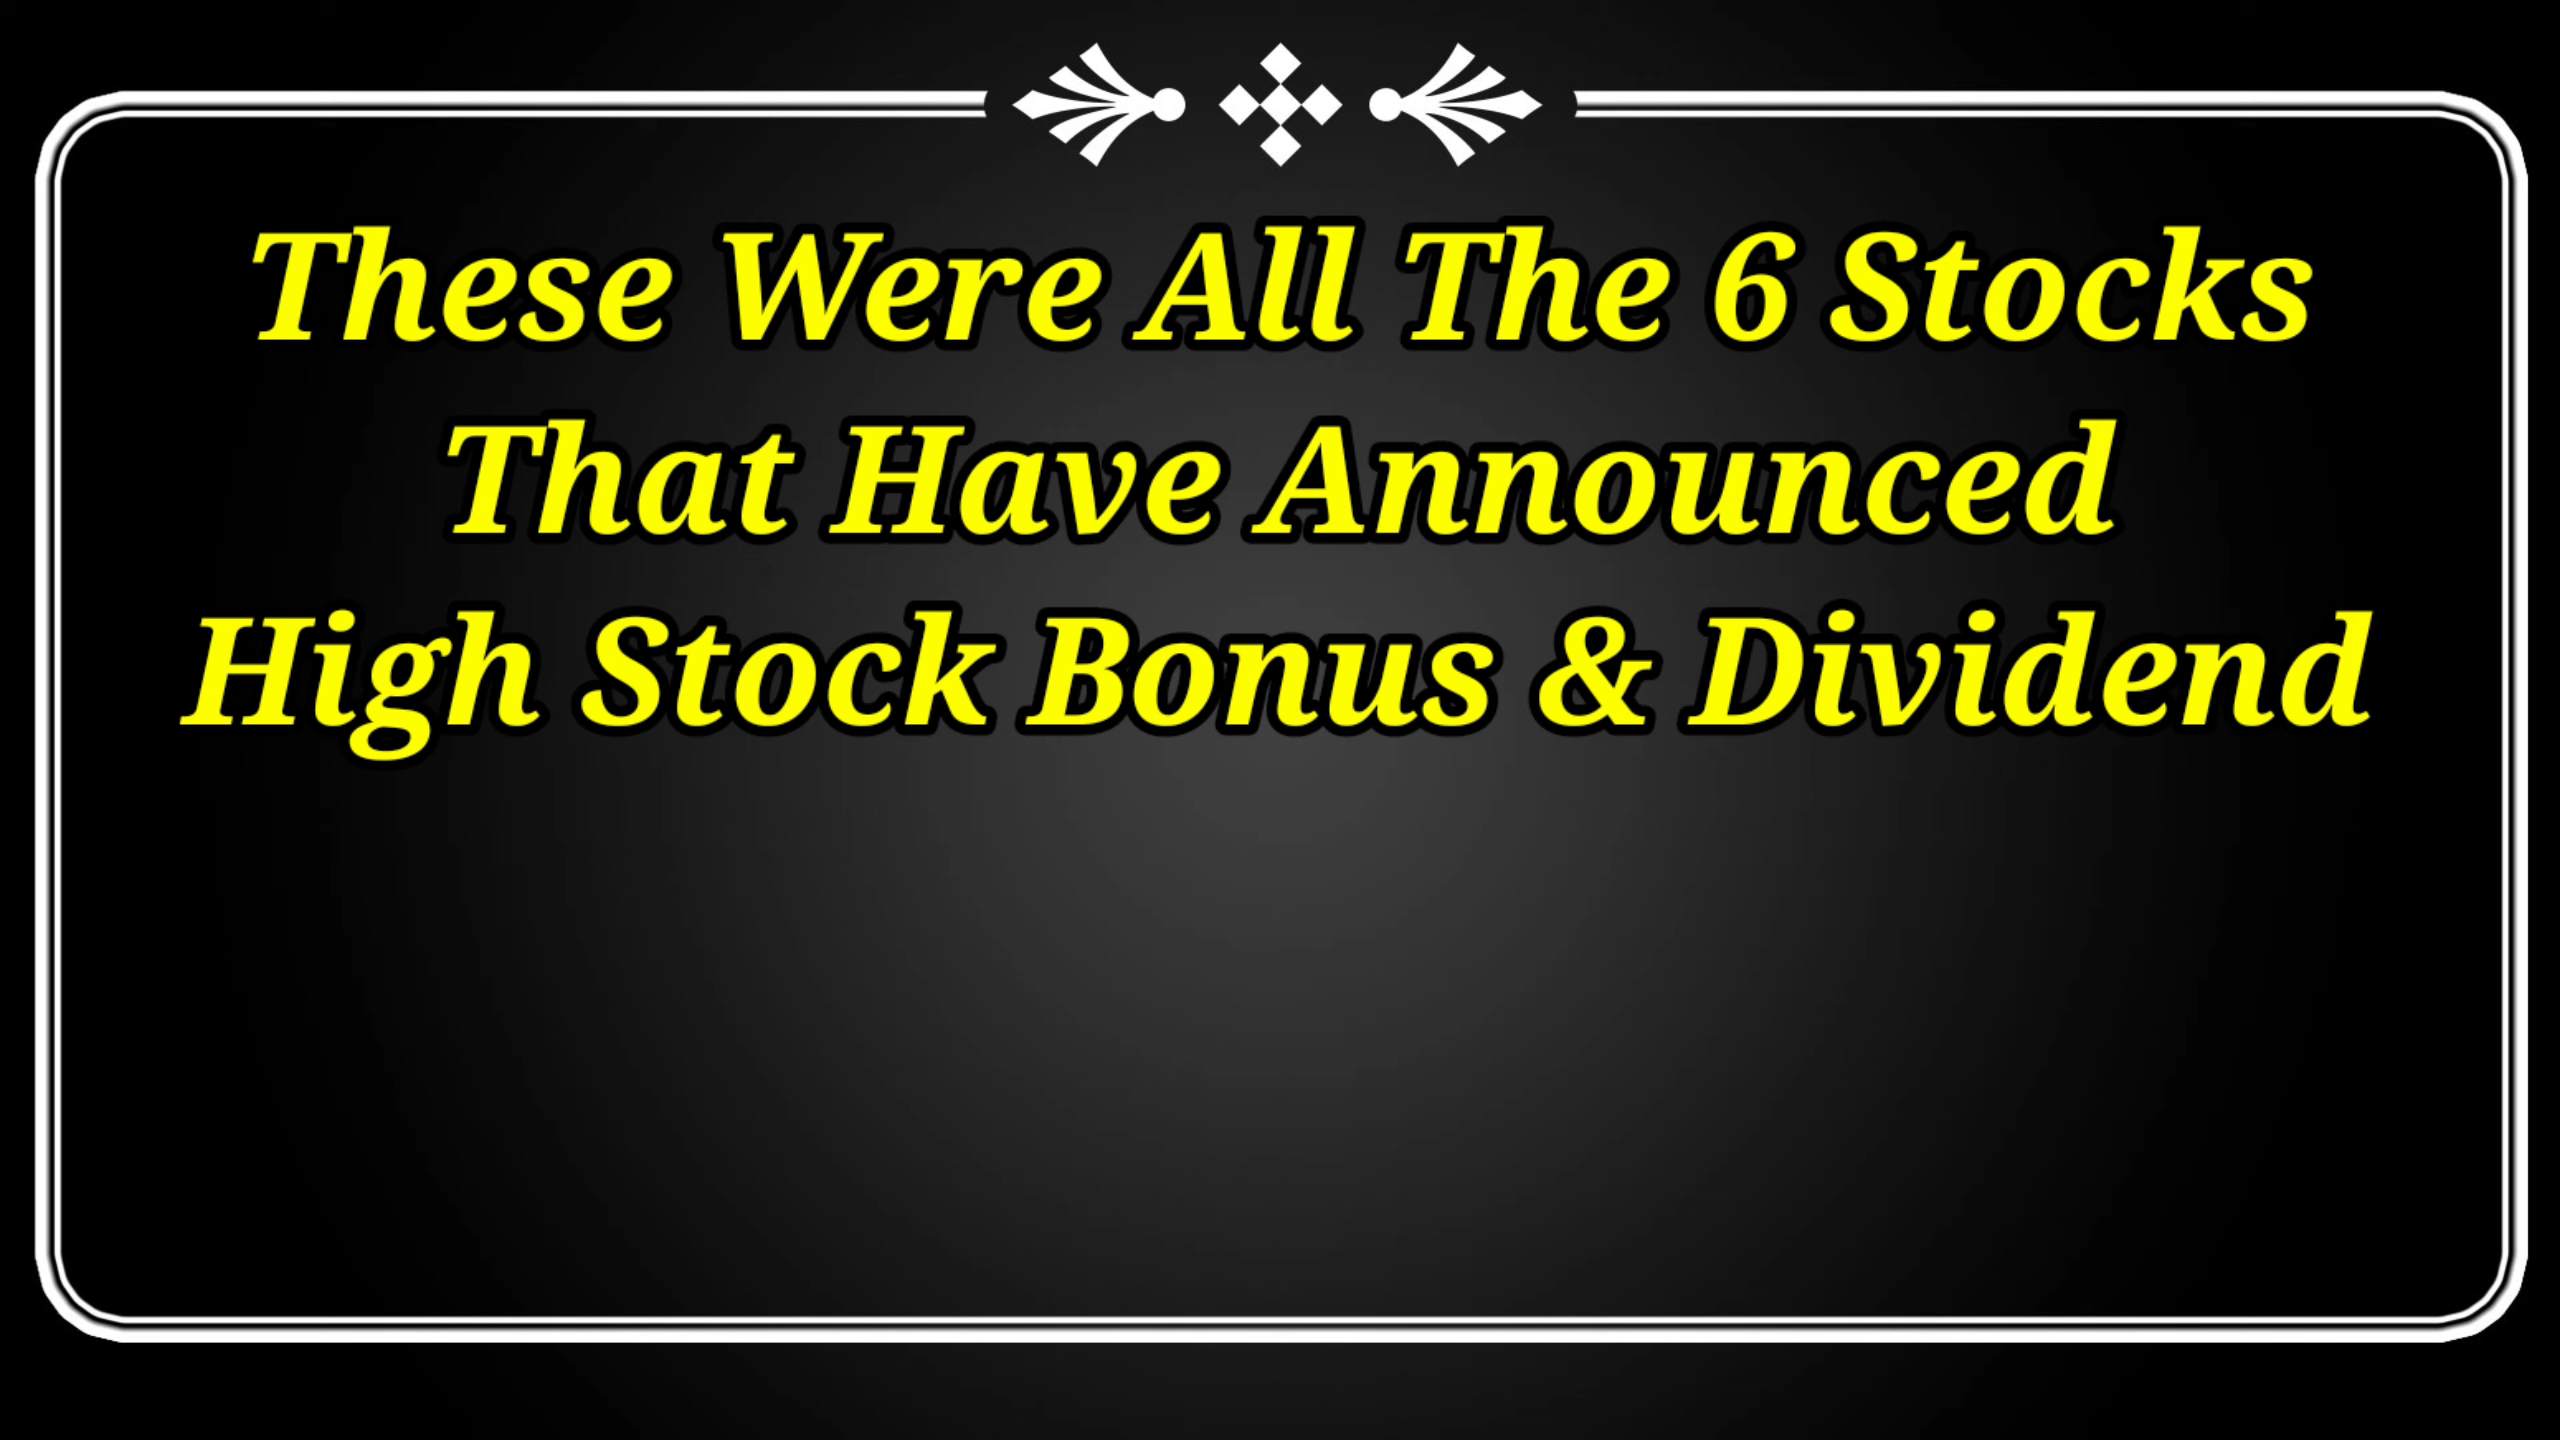 These Were All The 6 Stocks
That Have Announced
High Stock Bonus & Dividend